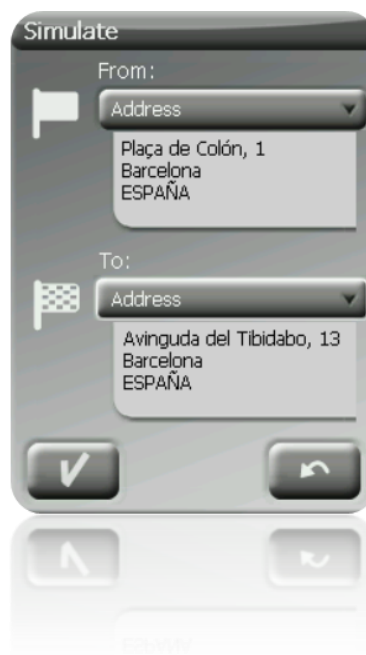 Simulate
From:
Address
Plaça de Colón, 1
Barcelona
ESPAÑA
To:
Address
Avinguda del Tibidabo, 13
Barcelona
ESPAÑA